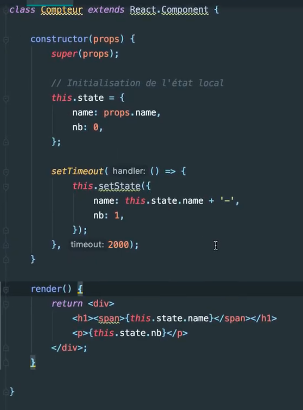 class Compteur extends React.Component {
constructor(props) {
super(props);
// Initialisation de l'état local
this.state = {
name: props.name,
nb: 0,
};
setTimeout( handler: () => {
this.setState({
name: this.state.name + '-',
nb: 1,
});
}, timeout: 2000);
}
render() {
return <div>
<h1><span>{this.state.name}</span></h1>
<p>{this.state.nb}</p>
</div>;
}
}